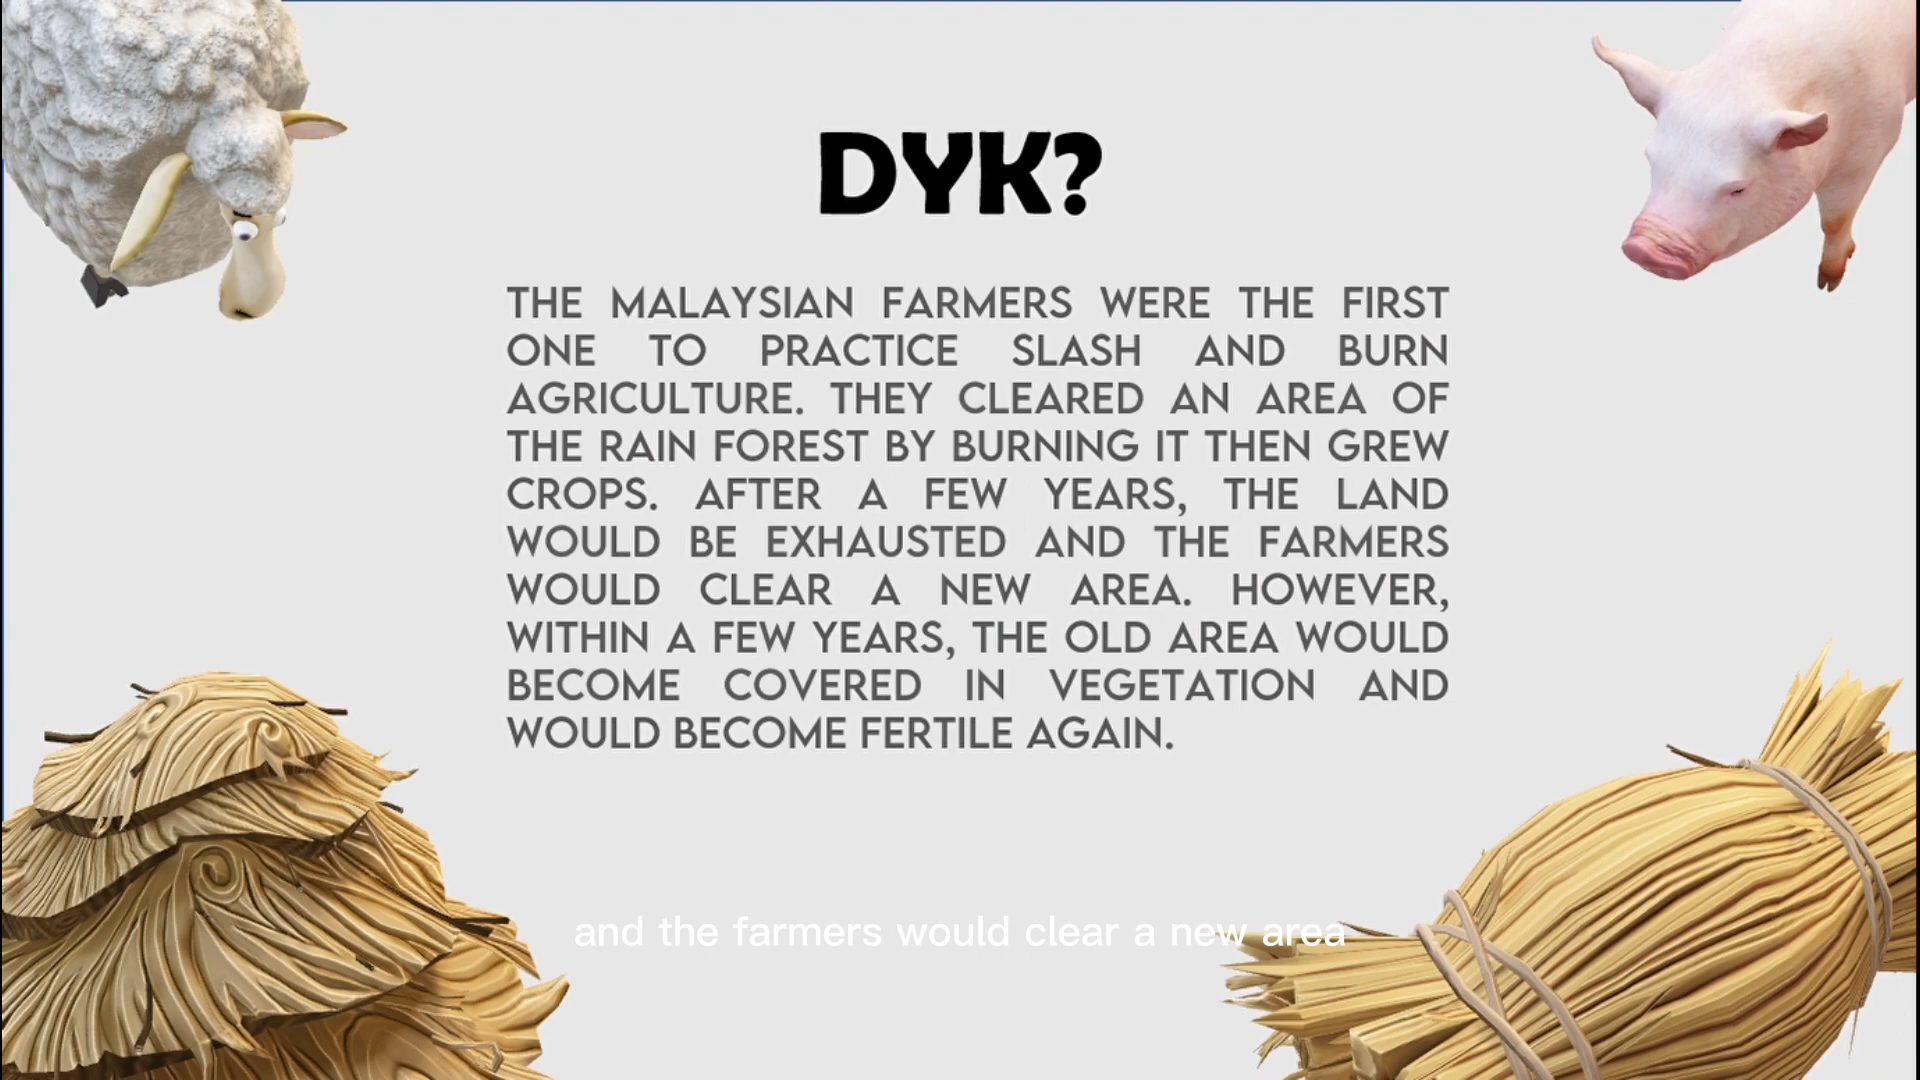 DYK?
THE MALAYSIAN FARMERS WERE THE FIRST
ONE TO PRACTICE SLASH AND BURN
AGRICULTURE. THEY CLEARED AN AREA OF
THE RAIN FOREST BY BURNING IT THEN GREW
CROPS. AFTER A FEW YEARS, THE LAND
WOULD BE EXHAUSTED AND THE FARMERS
WOULD CLEAR A NEW AREA. HOWEVER,
WITHIN A FEW YEARS, THE OLD AREA WOULD
BECOME COVERED IN VEGETATION AND
WOULD BECOME FERTILE AGAIN.
and the farmers would clear a new area